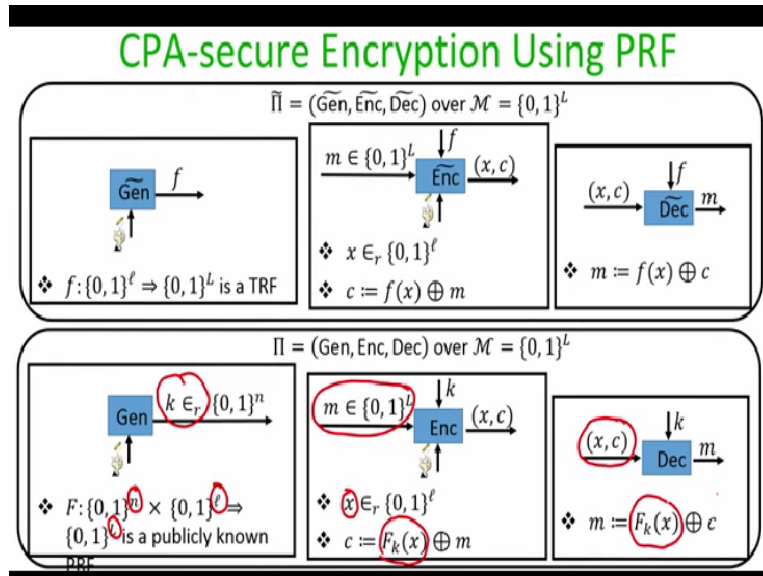 CPA-secure Encryption Using PRF
Π̃ = (G̃en, Ẽnc, D̃ec) over ℳ = {0, 1}^L
G̃en
f
❖ f: {0, 1}^ℓ ⇒ {0, 1}^L is a TRF
m ∈ {0, 1}^L
f
Ẽnc
(x, c)
❖ x ∈_r {0, 1}^ℓ
❖ c := f(x) ⊕ m
(x, c)
f
D̃ec
m
❖ m := f(x) ⊕ c
Π = (Gen, Enc, Dec) over ℳ = {0, 1}^L
Gen
k ∈_r {0, 1}^n
❖ F: {0, 1}^n × {0, 1}^ℓ ⇒
{0, 1}^L is a publicly known
PRF
m ∈ {0, 1}^L
k
Enc
(x, c)
❖ x ∈_r {0, 1}^ℓ
❖ c := F_k(x) ⊕ m
(x, c)
k
Dec
m
❖ m := F_k(x) ⊕ c